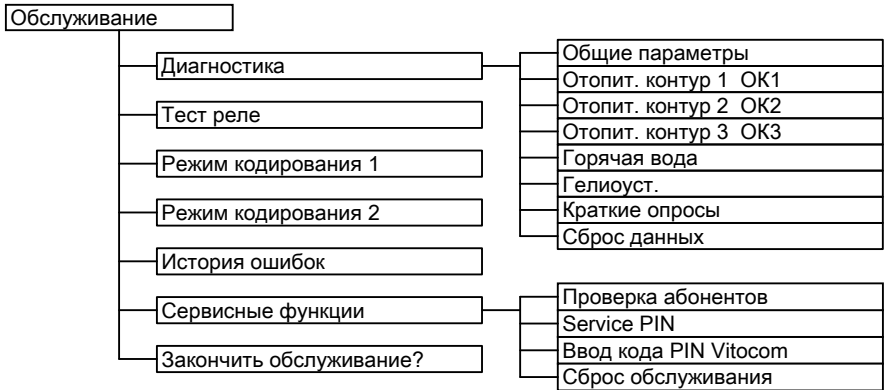 Обслуживание
Диагностика
Общие параметры
Отопит. контур 1 ОК1
Отопит. контур 2 ОК2
Отопит. контур 3 ОК3
Горячая вода
Гелиоуст.
Краткие опросы
Сброс данных
Тест реле
Режим кодирования 1
Режим кодирования 2
История ошибок
Сервисные функции
Проверка абонентов
Service PIN
Ввод кода PIN Vitocom
Сброс обслуживания
Закончить обслуживание?